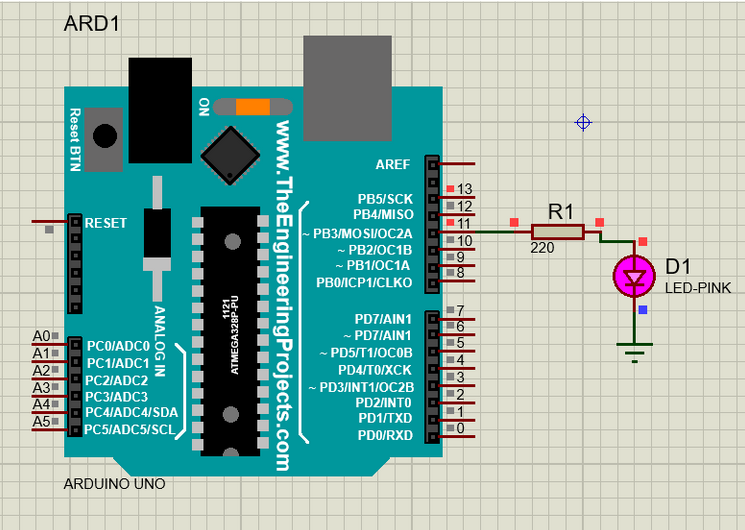 ARD1
Reset BTN
ON
www.TheEngineeringProjects.com
1121
ATMEGA328P-PU
ANALOG IN
RESET
A0 PC0/ADC0
A1 PC1/ADC1
A2 PC2/ADC2
A3 PC3/ADC3
A4 PC4/ADC4/SDA
A5 PC5/ADC5/SCL
AREF
PB5/SCK 13
PB4/MISO 12
~ PB3/MOSI/OC2A 11
~ PB2/OC1B 10
~ PB1/OC1A 9
PB0/ICP1/CLKO 8
PD7/AIN1 7
~ PD7/AIN1 6
~ PD5/T1/OC0B 5
PD4/T0/XCK 4
~ PD3/INT1/OC2B 3
PD2/INT0 2
PD1/TXD 1
PD0/RXD 0
R1
220
D1
LED-PINK
ARDUINO UNO